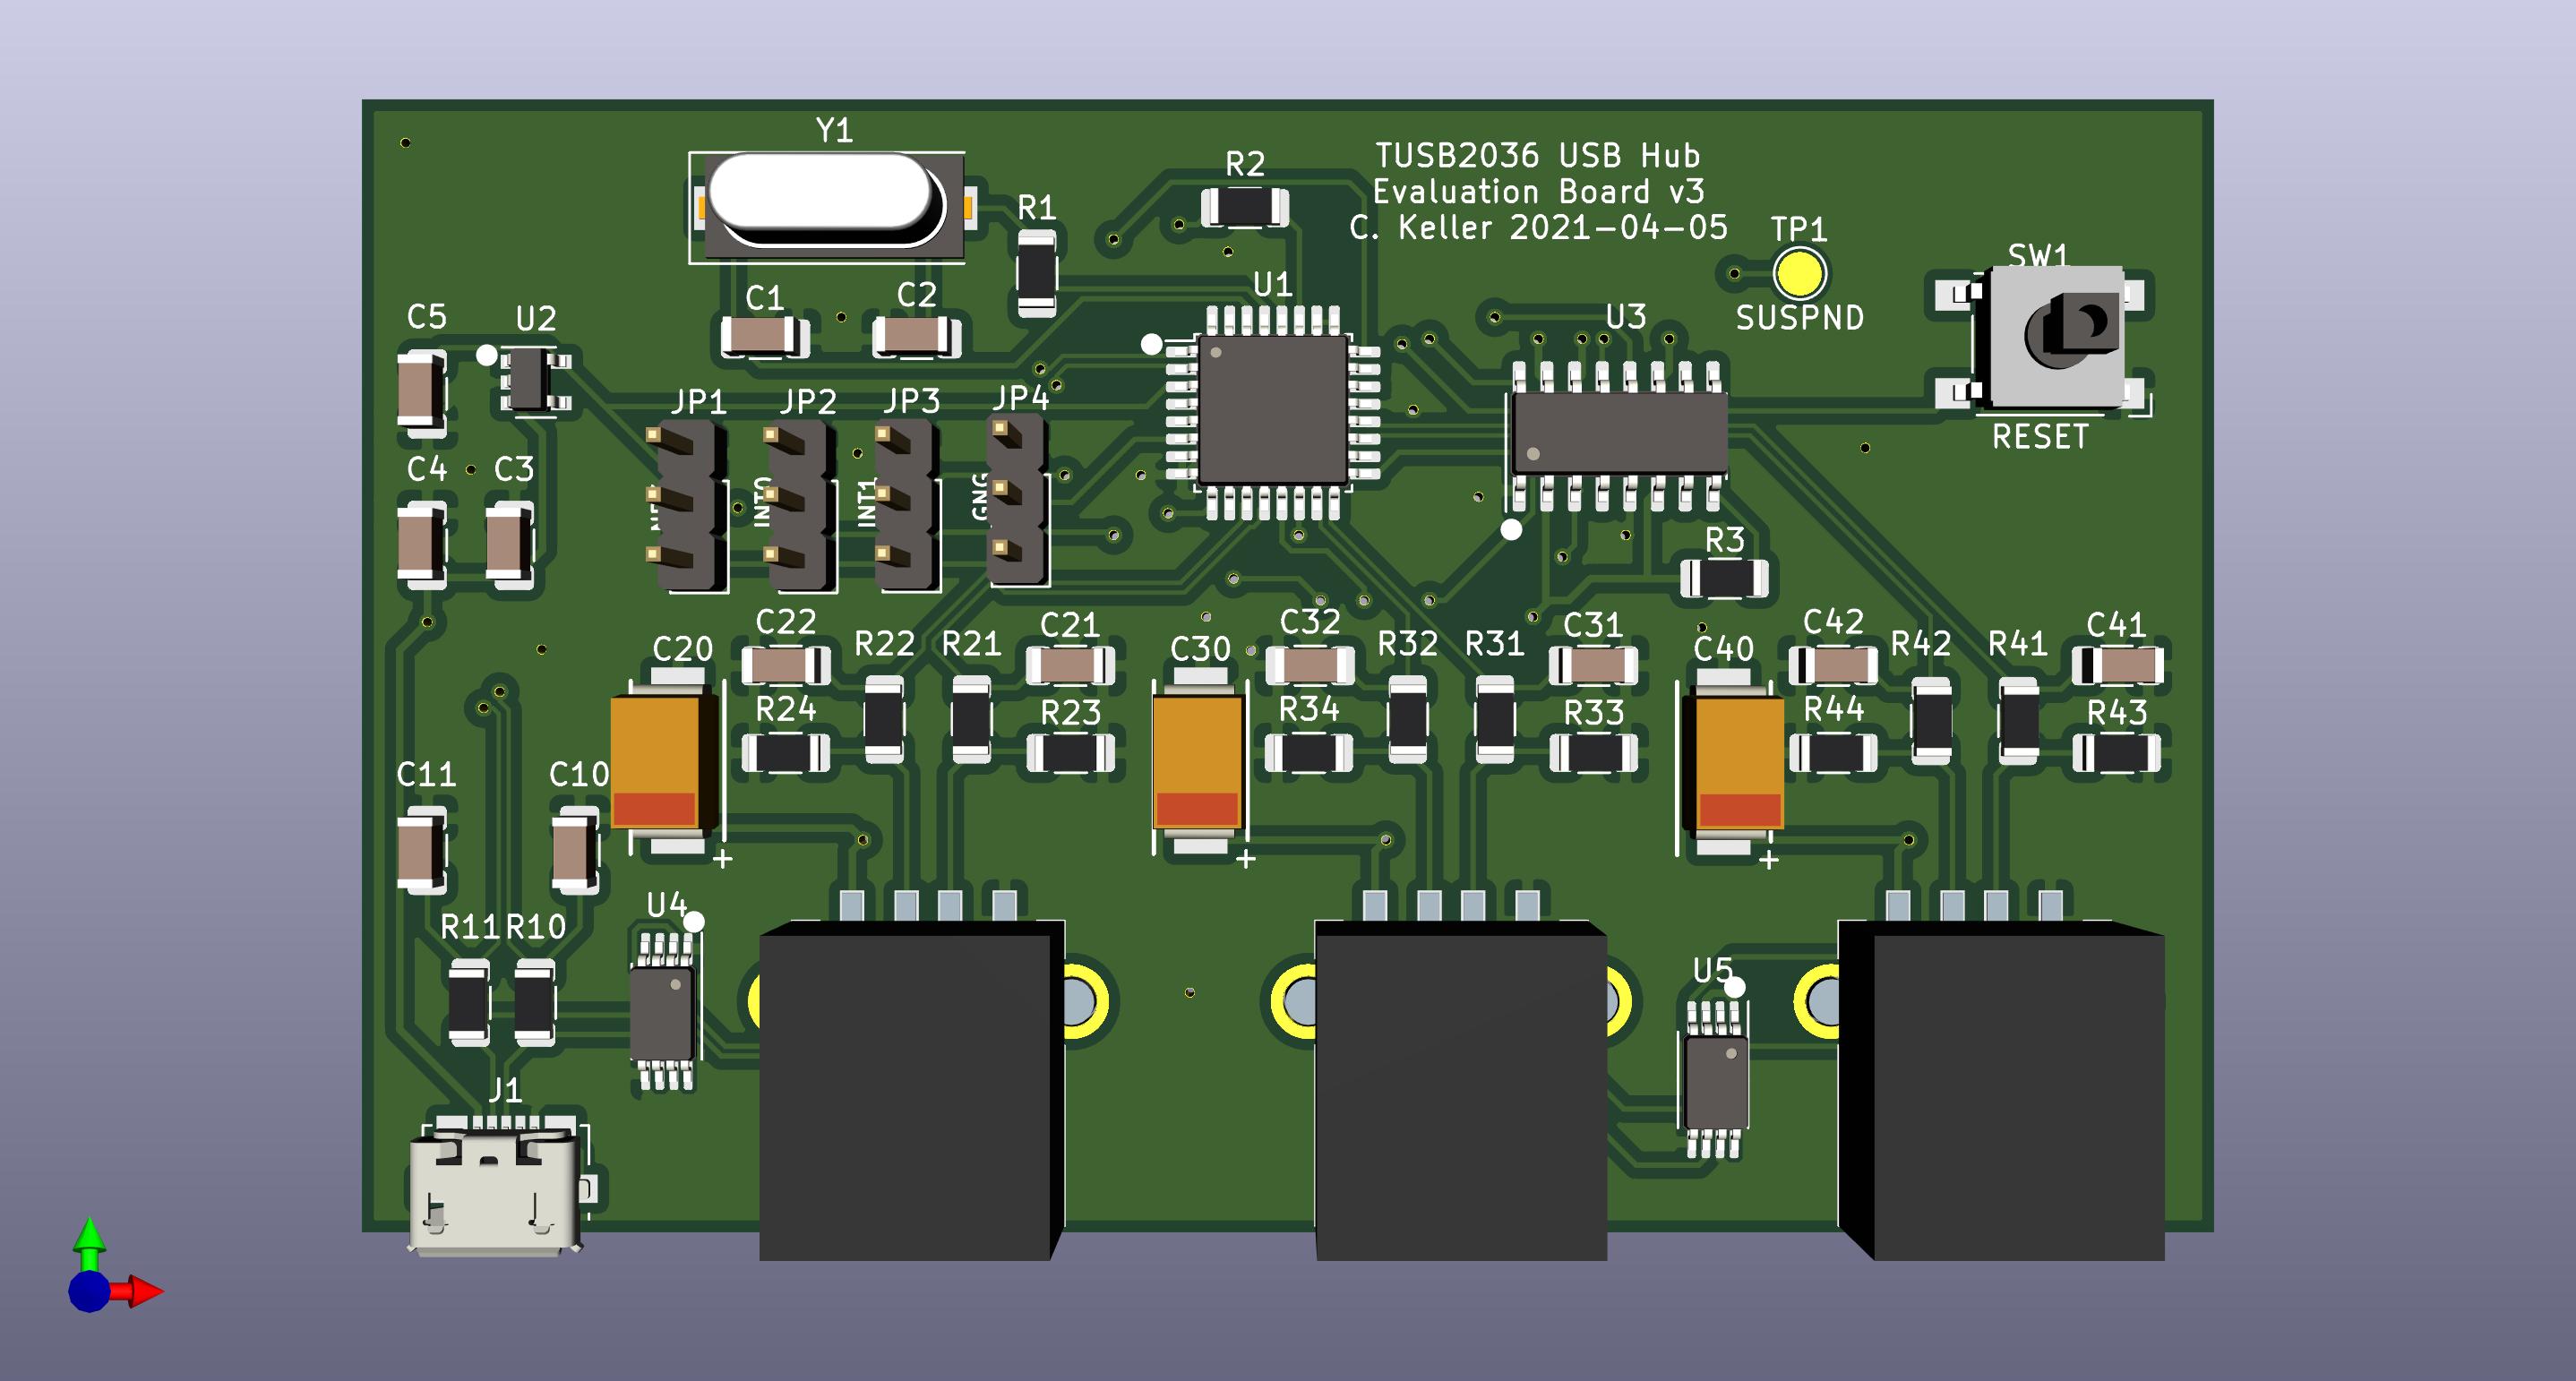 Y1
R2
TUSB2036 USB Hub
Evaluation Board v3
C. Keller 2021-04-05
R1
TP1
SUSPND
SW1
RESET
U1
C1
C2
C5
U2
U3
JP1
JP2
JP3
JP4
C4
C3
INT1
R3
C22
R22
R21
C21
C32
R32
R31
C31
C42
R42
R41
C41
C20
C30
C40
R24
R23
R34
R33
R44
R43
C11
C10
+
+
+
U4
R11
R10
U5
J1